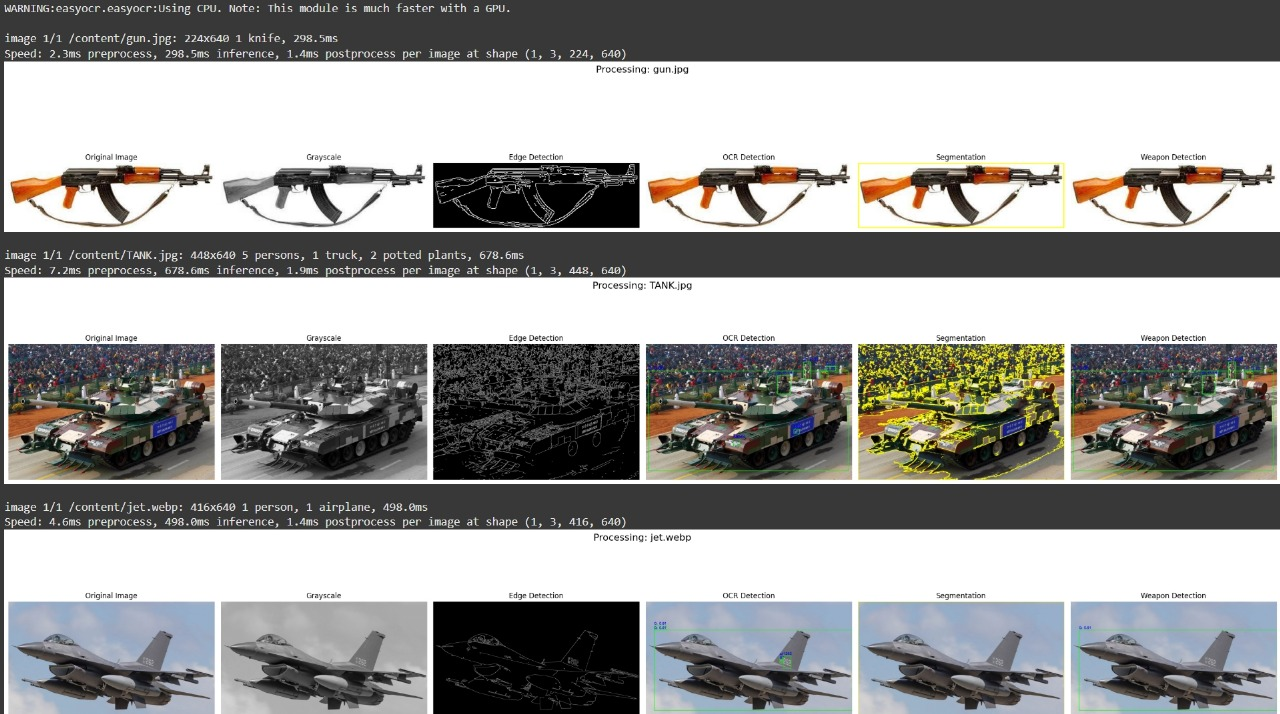 WARNING:easyocr.easyocr:Using CPU. Note: This module is much faster with a GPU.
image 1/1 /content/gun.jpg: 224x640 1 knife, 298.5ms
Speed: 2.3ms preprocess, 298.5ms inference, 1.4ms postprocess per image at shape (1, 3, 224, 640)
Processing: gun.jpg
Original Image Grayscale Edge Detection OCR Detection Segmentation Weapon Detection
image 1/1 /content/TANK.jpg: 448x640 5 persons, 1 truck, 2 potted plants, 678.6ms
Speed: 7.2ms preprocess, 678.6ms inference, 1.9ms postprocess per image at shape (1, 3, 448, 640)
Processing: TANK.jpg
Original Image Grayscale Edge Detection OCR Detection Segmentation Weapon Detection
image 1/1 /content/jet.webp: 416x640 1 person, 1 airplane, 498.0ms
Speed: 4.6ms preprocess, 498.0ms inference, 1.4ms postprocess per image at shape (1, 3, 416, 640)
Processing: jet.webp
Original Image Grayscale Edge Detection OCR Detection Segmentation Weapon Detection